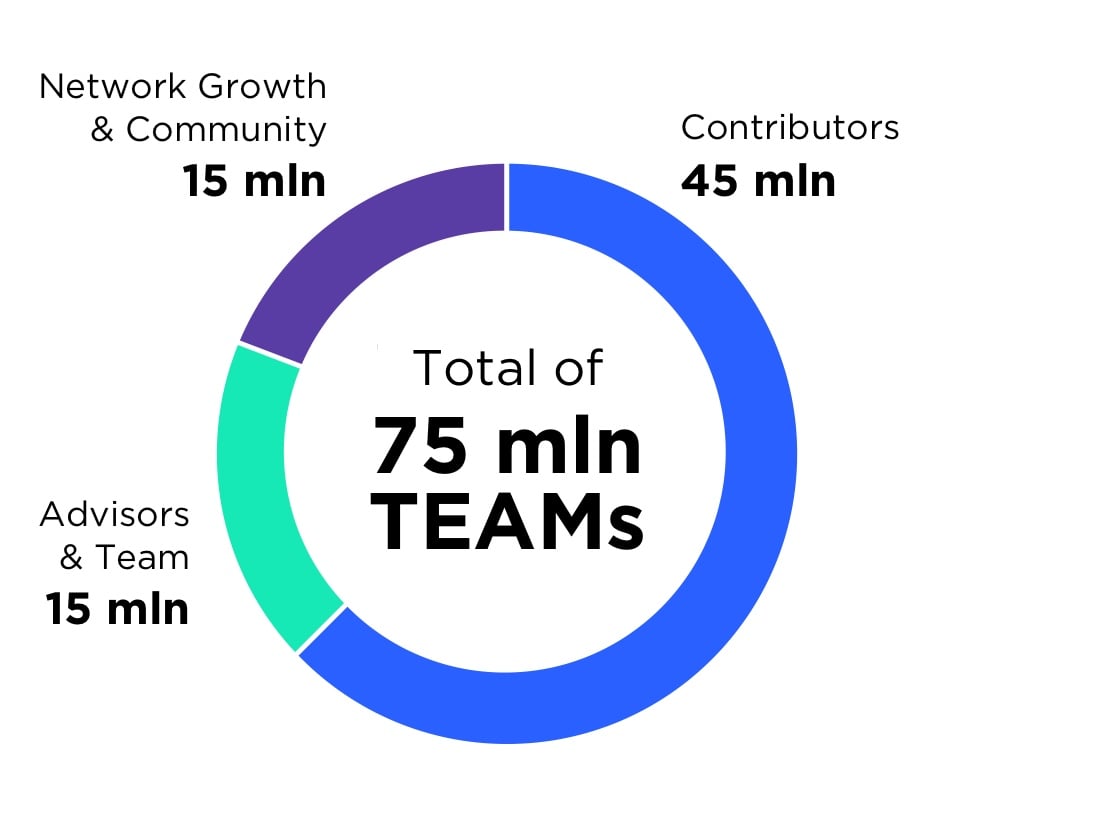 Network Growth
& Community
15 mln
Contributors
45 mln
Total of
75 mln
TEAMs
Advisors
& Team
15 mln